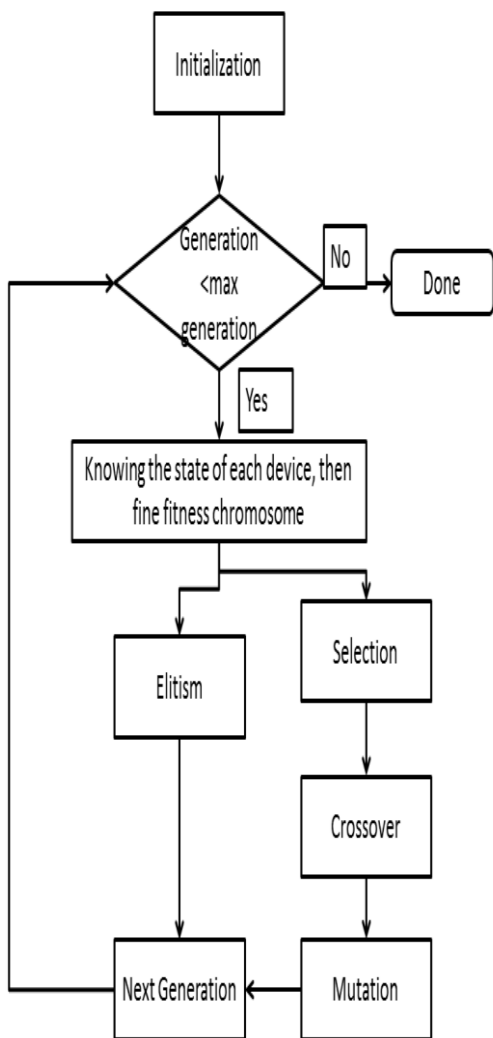 Initialization
Generation
<max
generation
No
Done
Yes
Knowing the state of each device, then
fine fitness chromosome
Elitism
Selection
Crossover
Next Generation
Mutation